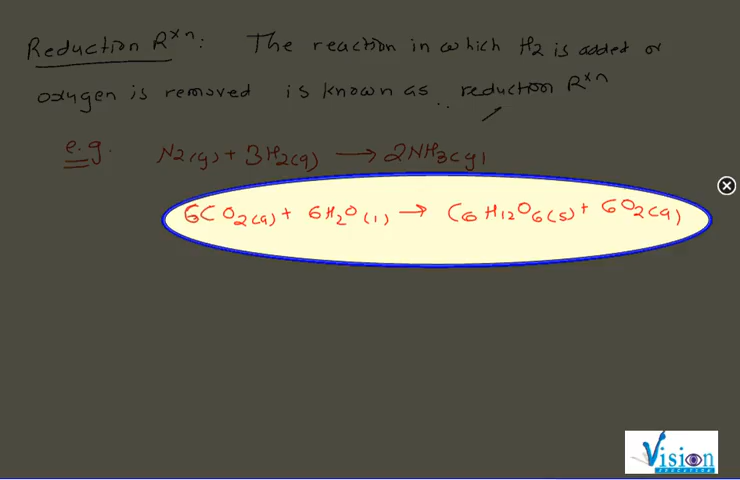 Reduction Rxn: The reaction in which H2 is added or
oxygen is removed is known as .. reduction Rxn
e.g. N2(g) + 3H2(g) → 2NH3(g)
6CO2(g) + 6H2O(l) → C6H12O6(s) + 6O2(g)
Vision
EDUCATION